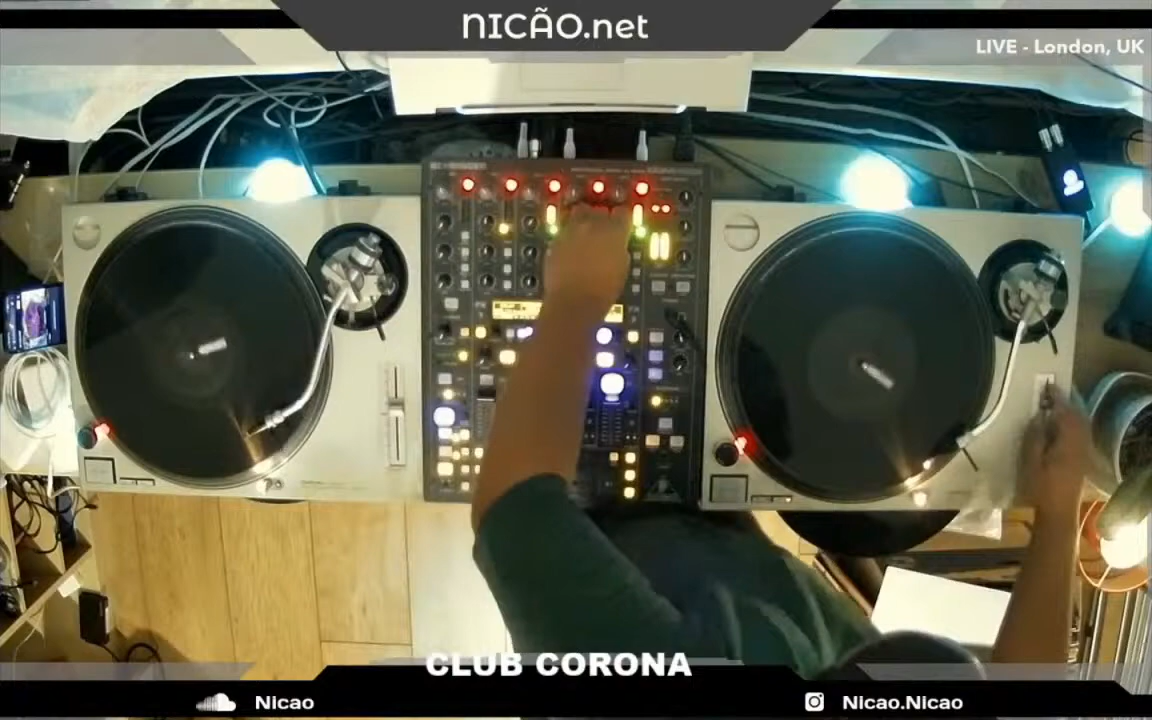 NICÃO.net
LIVE - London, UK
CLUB CORONA
Nicao
Nicao.Nicao